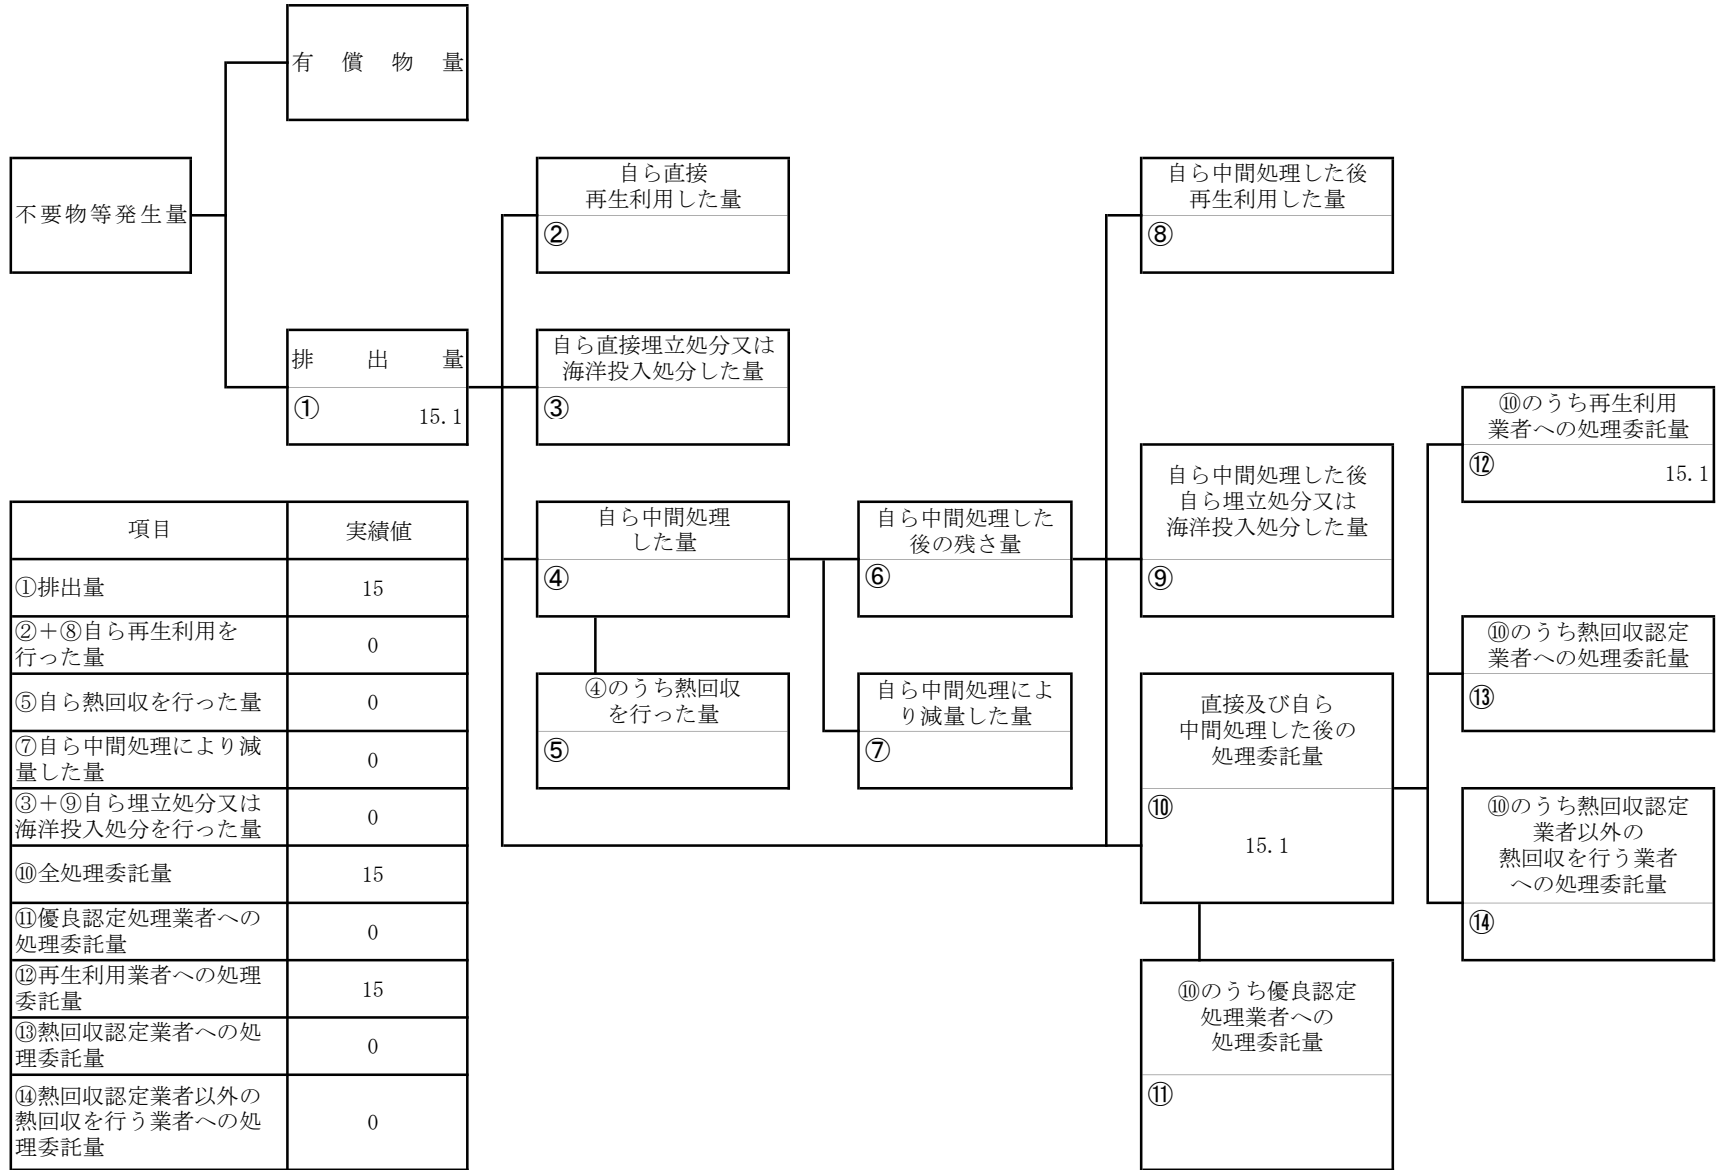 有償物量
不要物等発生量
排出量
①
15.1
自ら直接
再生利用した量
②
自ら直接埋立処分又は
海洋投入処分した量
③
自ら中間処理
した量
④
④のうち熱回収
を行った量
⑤
自ら中間処理した
後の残さ量
⑥
自ら中間処理によ
り減量した量
⑦
自ら中間処理した後
再生利用した量
⑧
自ら中間処理した後
自ら埋立処分又は
海洋投入処分した量
⑨
直接及び自ら
中間処理した後の
処理委託量
⑩
15.1
⑩のうち優良認定
処理業者への
処理委託量
⑪
⑩のうち再生利用
業者への処理委託量
⑫
15.1
⑩のうち熱回収認定
業者への処理委託量
⑬
⑩のうち熱回収認定
業者以外の
熱回収を行う業者
への処理委託量
⑭
項目 実績値
①排出量 15
②+⑧自ら再生利用を
行った量 0
⑤自ら熱回収を行った量 0
⑦自ら中間処理により減
量した量 0
③+⑨自ら埋立処分又は
海洋投入処分を行った量 0
⑩全処理委託量 15
⑪優良認定処理業者への
処理委託量 0
⑫再生利用業者への処理
委託量 15
⑬熱回収認定業者への処
理委託量 0
⑭熱回収認定業者以外の
熱回収を行う業者への処
理委託量 0